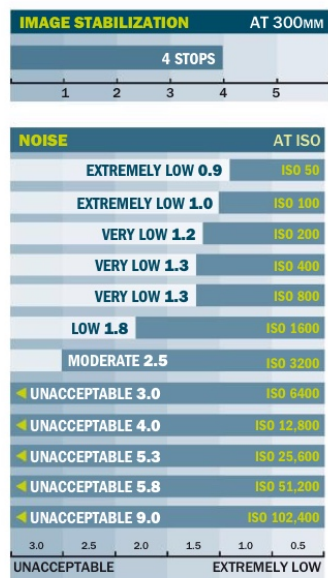 IMAGE STABILIZATION AT 300MM
4 STOPS
1 2 3 4 5
NOISE AT ISO
EXTREMELY LOW 0.9 ISO 50
EXTREMELY LOW 1.0 ISO 100
VERY LOW 1.2 ISO 200
VERY LOW 1.3 ISO 400
VERY LOW 1.3 ISO 800
LOW 1.8 ISO 1600
MODERATE 2.5 ISO 3200
UNACCEPTABLE 3.0 ISO 6400
UNACCEPTABLE 4.0 ISO 12,800
UNACCEPTABLE 5.3 ISO 25,600
UNACCEPTABLE 5.8 ISO 51,200
UNACCEPTABLE 9.0 ISO 102,400
3.0 2.5 2.0 1.5 1.0 0.5
UNACCEPTABLE EXTREMELY LOW